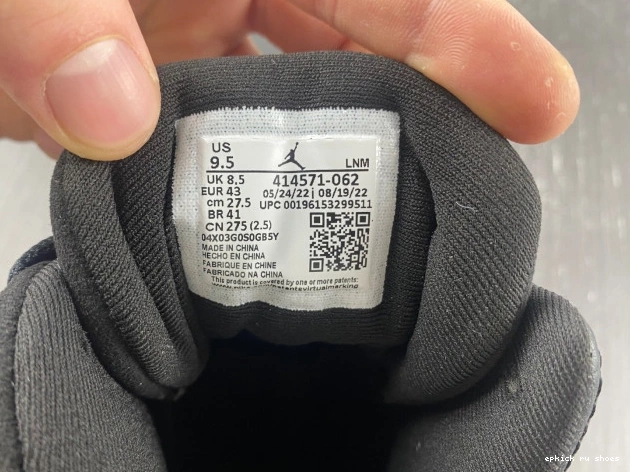 US
9.5 LNM
UK 8,5 414571-062
EUR 43 05/24/22 | 08/19/22
cm 27.5 UPC 00196153299511
BR 41
CN 275 (2.5)
04X03G0S0GB5Y
MADE IN CHINA
HECHO EN CHINA
FABRIQUE EN CHINE
FABRICADO NA CHINA
This product is covered by one or more patents:
epkick ru shoes